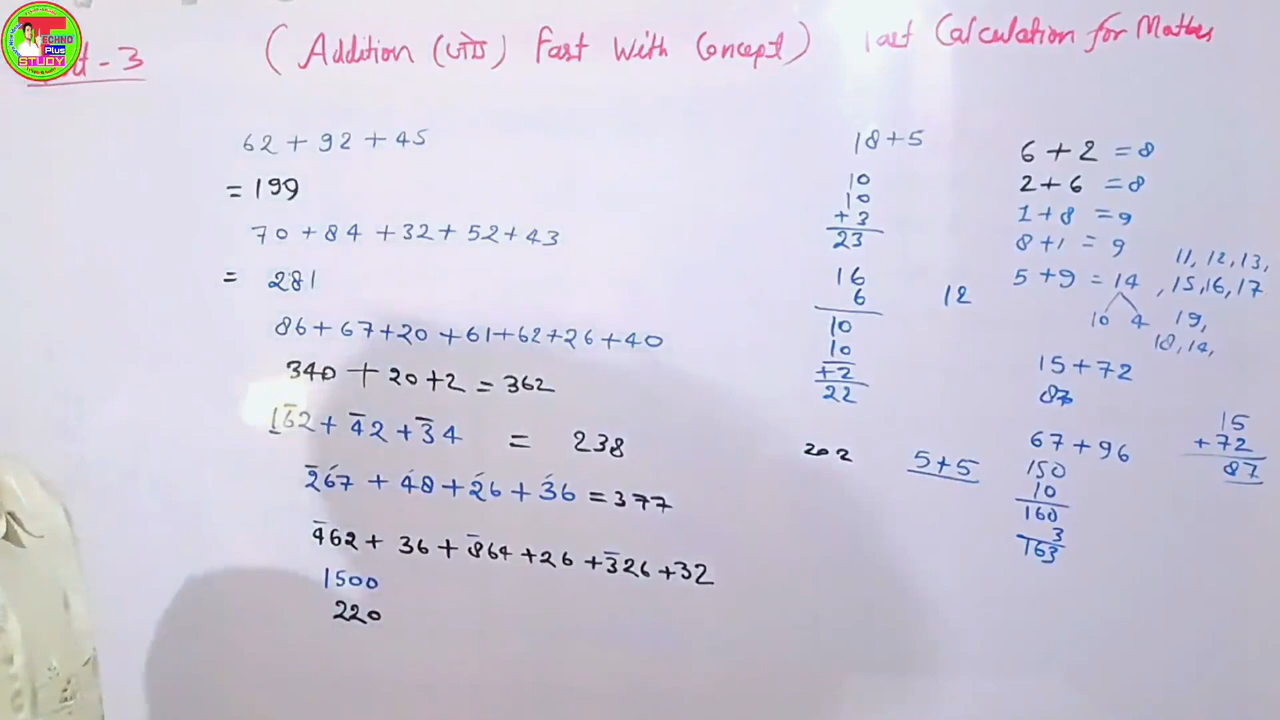 TECHNO
Plus
STUDY
- 3
(Addition (जोड़) Fast With Concept) Fast Calculation for Maths
62 + 92 + 45
= 199
70 + 84 + 32 + 52 + 43
= 281
86 + 67 + 20 + 61 + 62 + 26 + 40
340 + 20 + 2 = 362
162 + 42 + 34 = 238
267 + 48 + 26 + 36 = 377
462 + 36 + 864 + 26 + 326 + 32
1500
220
18 + 5
10
10
+ 3
23
16
6
12
10
10
+ 2
22
202
5 + 5
6 + 2 = 8
2 + 6 = 8
1 + 8 = 9
8 + 1 = 9
5 + 9 = 14
10 4
11, 12, 13,
, 15, 16, 17
19,
18, 14,
15 + 72
87
67 + 96
150
10
160
3
163
15
+ 72
87